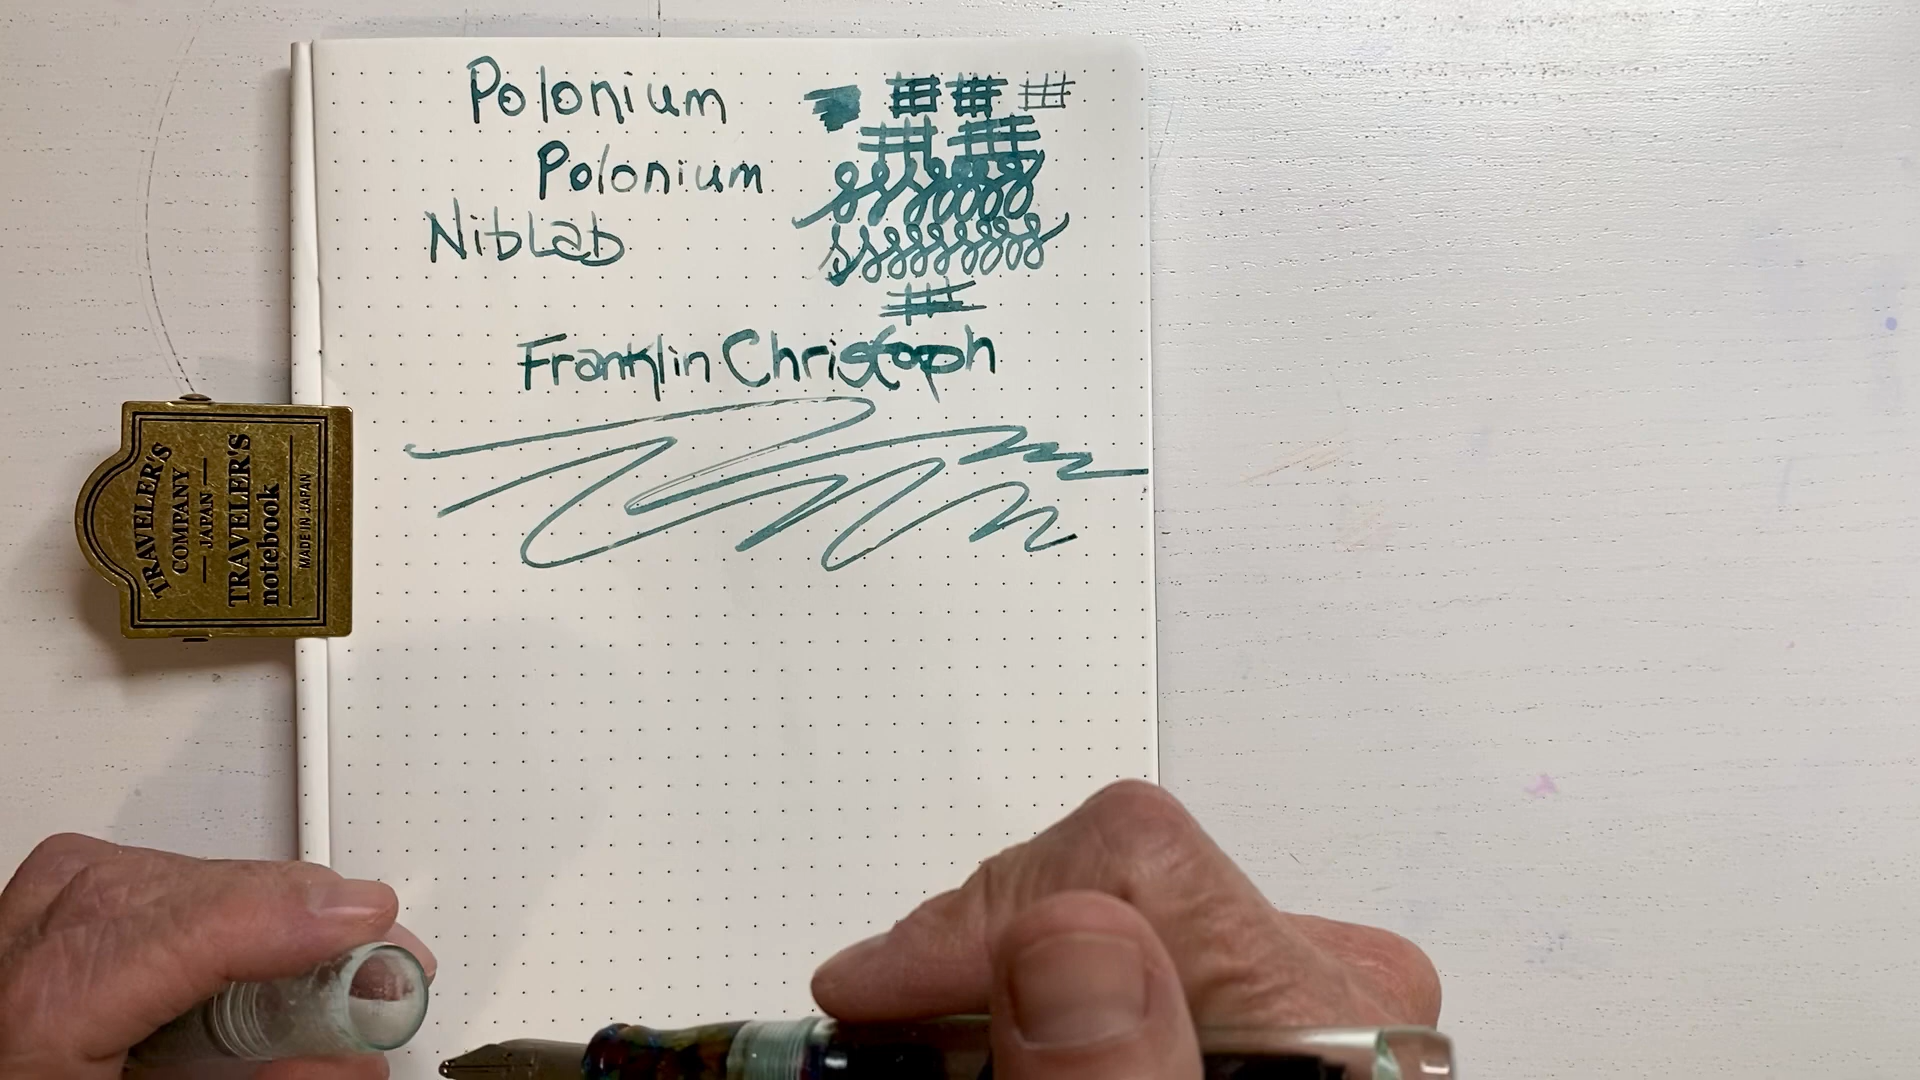 Polonium
Polonium
NibLab
Franklin Christoph
TRAVELER'S
COMPANY
JAPAN
TRAVELER'S
notebook
MADE IN JAPAN